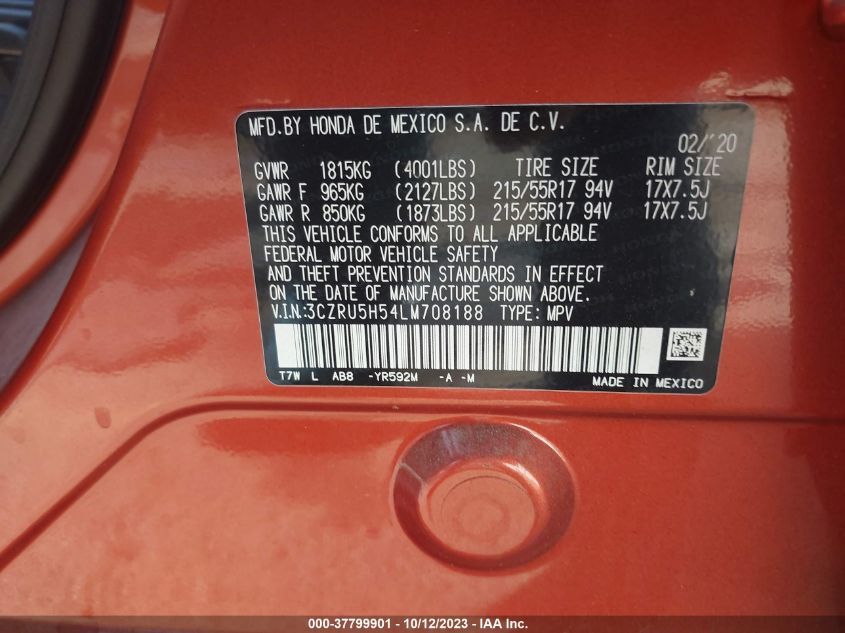 MFD.BY HONDA DE MEXICO S.A. DE C.V.
02/'20
GVWR 1815KG (4001LBS) TIRE SIZE RIM SIZE
GAWR F 965KG (2127LBS) 215/55R17 94V 17X7.5J
GAWR R 850KG (1873LBS) 215/55R17 94V 17X7.5J
THIS VEHICLE CONFORMS TO ALL APPLICABLE
FEDERAL MOTOR VEHICLE SAFETY
AND THEFT PREVENTION STANDARDS IN EFFECT
ON THE DATE OF MANUFACTURE SHOWN ABOVE.
V.I.N:3CZRU5H54LM708188 TYPE: MPV
T7W L AB8 -YR592M -A -M
MADE IN MEXICO
000-37799901 - 10/12/2023 - IAA Inc.